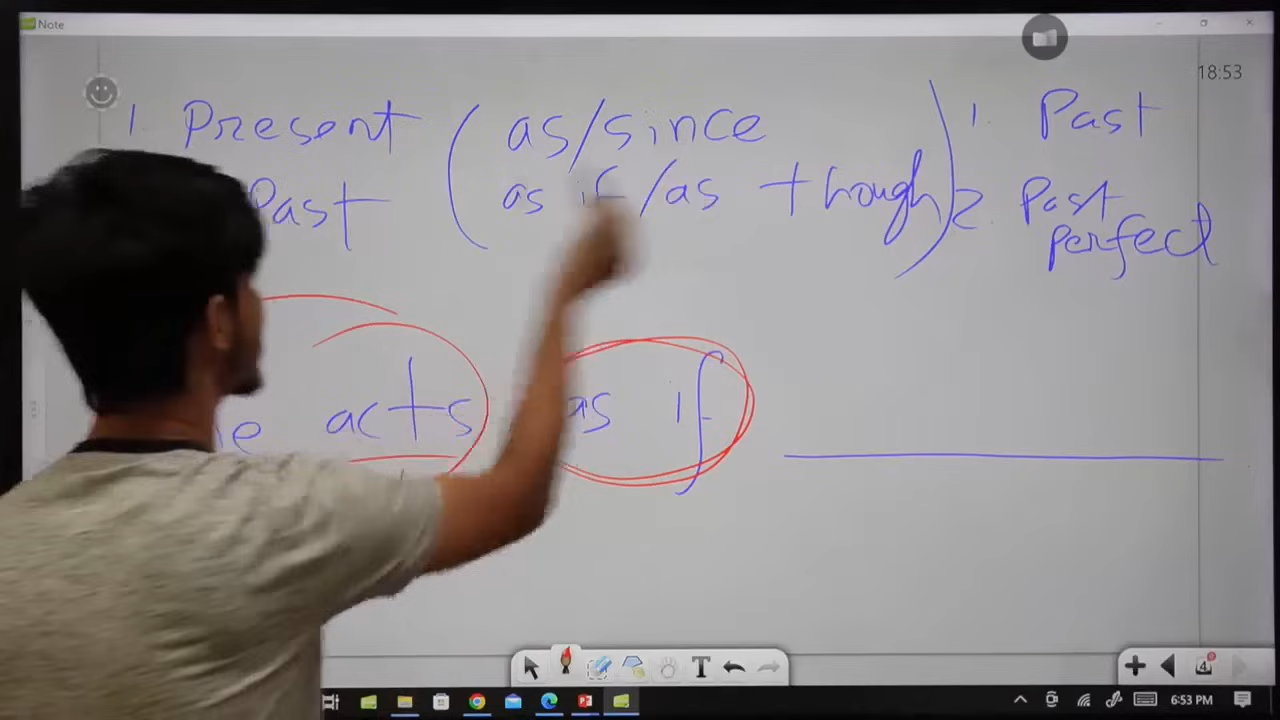 Note
18:53
1 Present ( as/since ) 1. Past
Past as if/as though 2. Past
perfect
acts as if
T
4
6:53 PM